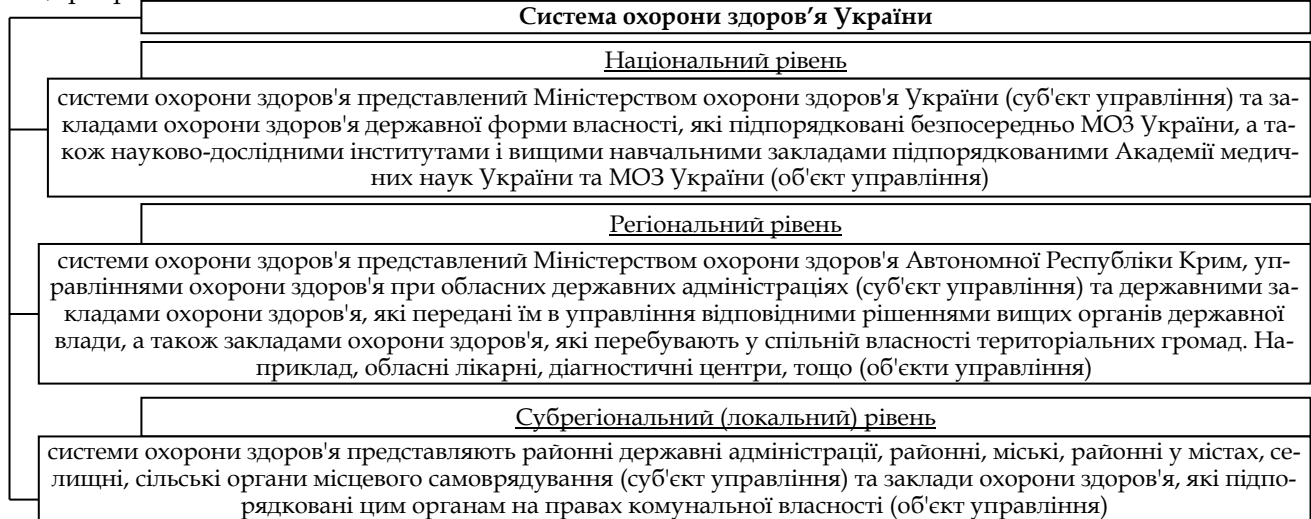 Система охорони здоров’я України
Національний рівень
системи охорони здоров'я представлений Міністерством охорони здоров'я України (суб'єкт управління) та за-
кладами охорони здоров'я державної форми власності, які підпорядковані безпосередньо МОЗ України, а та-
кож науково-дослідними інститутами і вищими навчальними закладами підпорядкованими Академії медич-
них наук України та МОЗ України (об'єкт управління)
Регіональний рівень
системи охорони здоров'я представлений Міністерством охорони здоров'я Автономної Республіки Крим, уп-
равліннями охорони здоров'я при обласних державних адміністраціях (суб'єкт управління) та державними за-
кладами охорони здоров'я, які передані їм в управління відповідними рішеннями вищих органів державної
влади, а також закладами охорони здоров'я, які перебувають у спільній власності територіальних громад. На-
приклад, обласні лікарні, діагностичні центри, тощо (об'єкти управління)
Субрегіональний (локальний) рівень
системи охорони здоров'я представляють районні державні адміністрації, районні, міські, районні у містах, се-
лищні, сільські органи місцевого самоврядування (суб'єкт управління) та заклади охорони здоров'я, які підпо-
рядковані цим органам на правах комунальної власності (об'єкт управління)